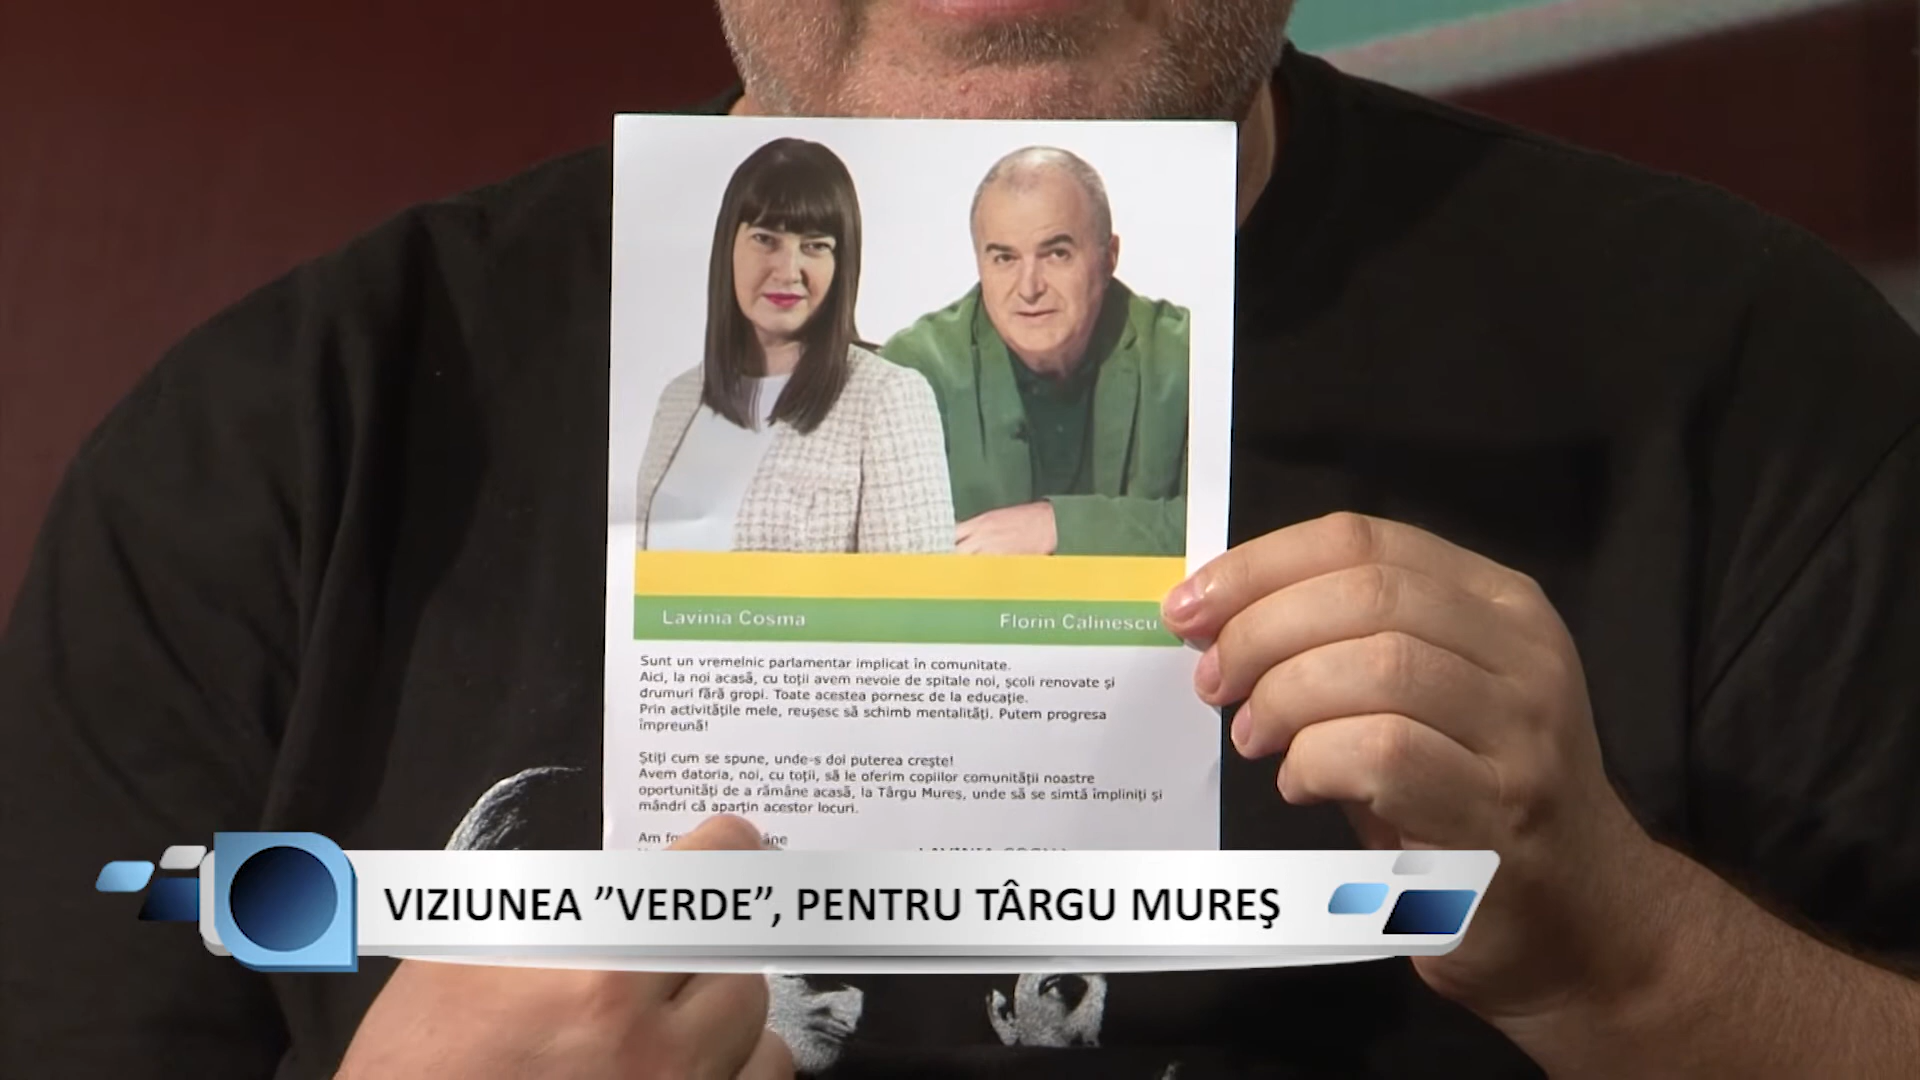 Lavinia Cosma
Florin Calinescu
Sunt un vremelnic parlamentar implicat în comunitate.
Aici, la noi acasă, cu toții avem nevoie de spitale noi, școli renovate și
drumuri fără gropi. Toate acestea pornesc de la educație.
Prin activitățile mele, reușesc să schimb mentalități. Putem progresa
împreună!
Știți cum se spune, unde-s doi puterea crește!
Avem datoria, noi, cu toții, să le oferim copiilor comunității noastre
oportunități de a rămâne acasă, la Târgu Mureș, unde să se simtă împliniți și
mândri că aparțin acestor locuri.
Am
VIZIUNEA ”VERDE”, PENTRU TÂRGU MUREȘ